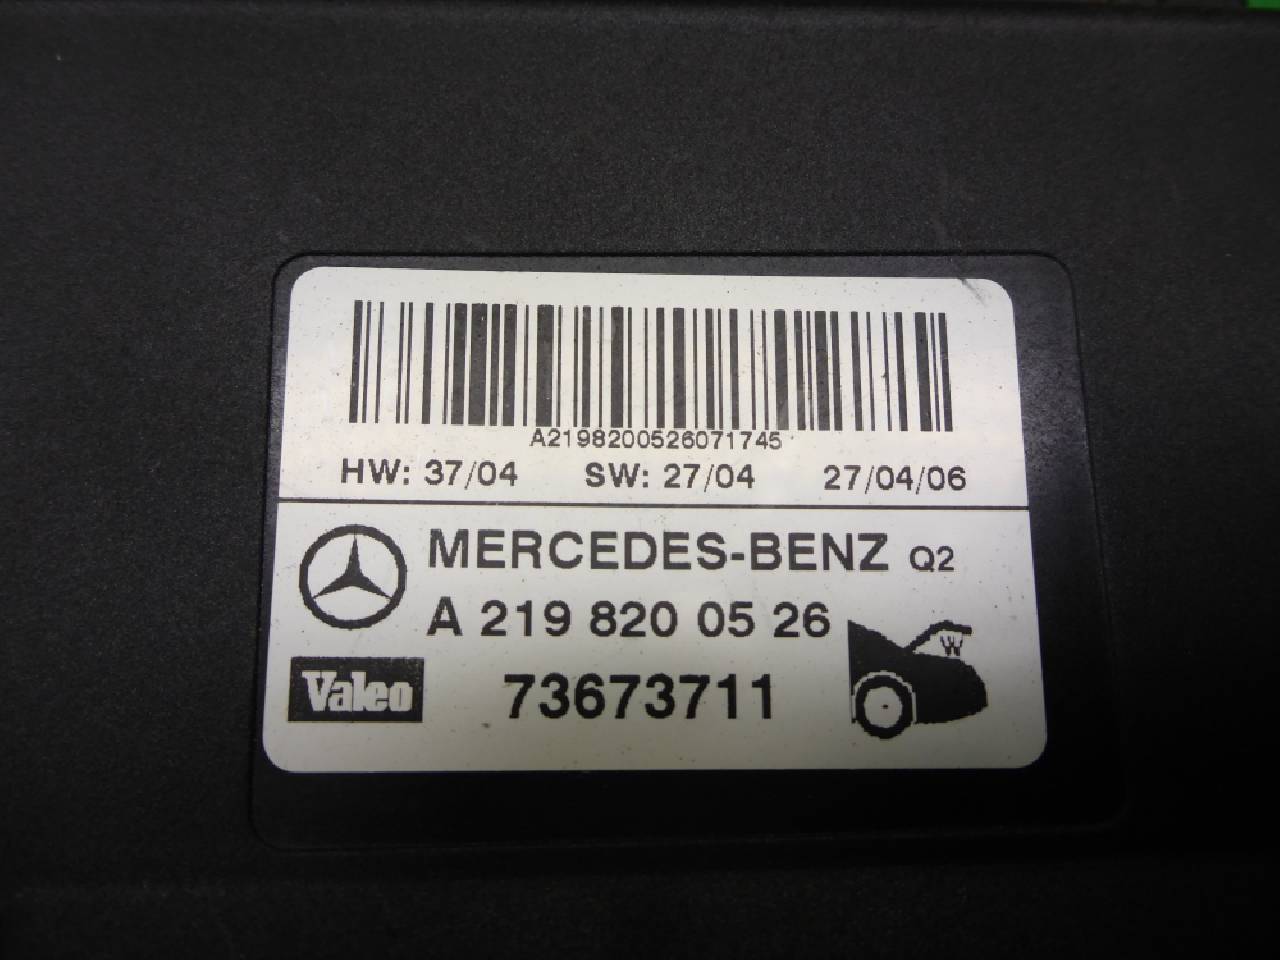 A2198200526071745
HW: 37/04 SW: 27/04 27/04/06
MERCEDES-BENZ Q2
A 219 820 05 26
Valeo 73673711
W